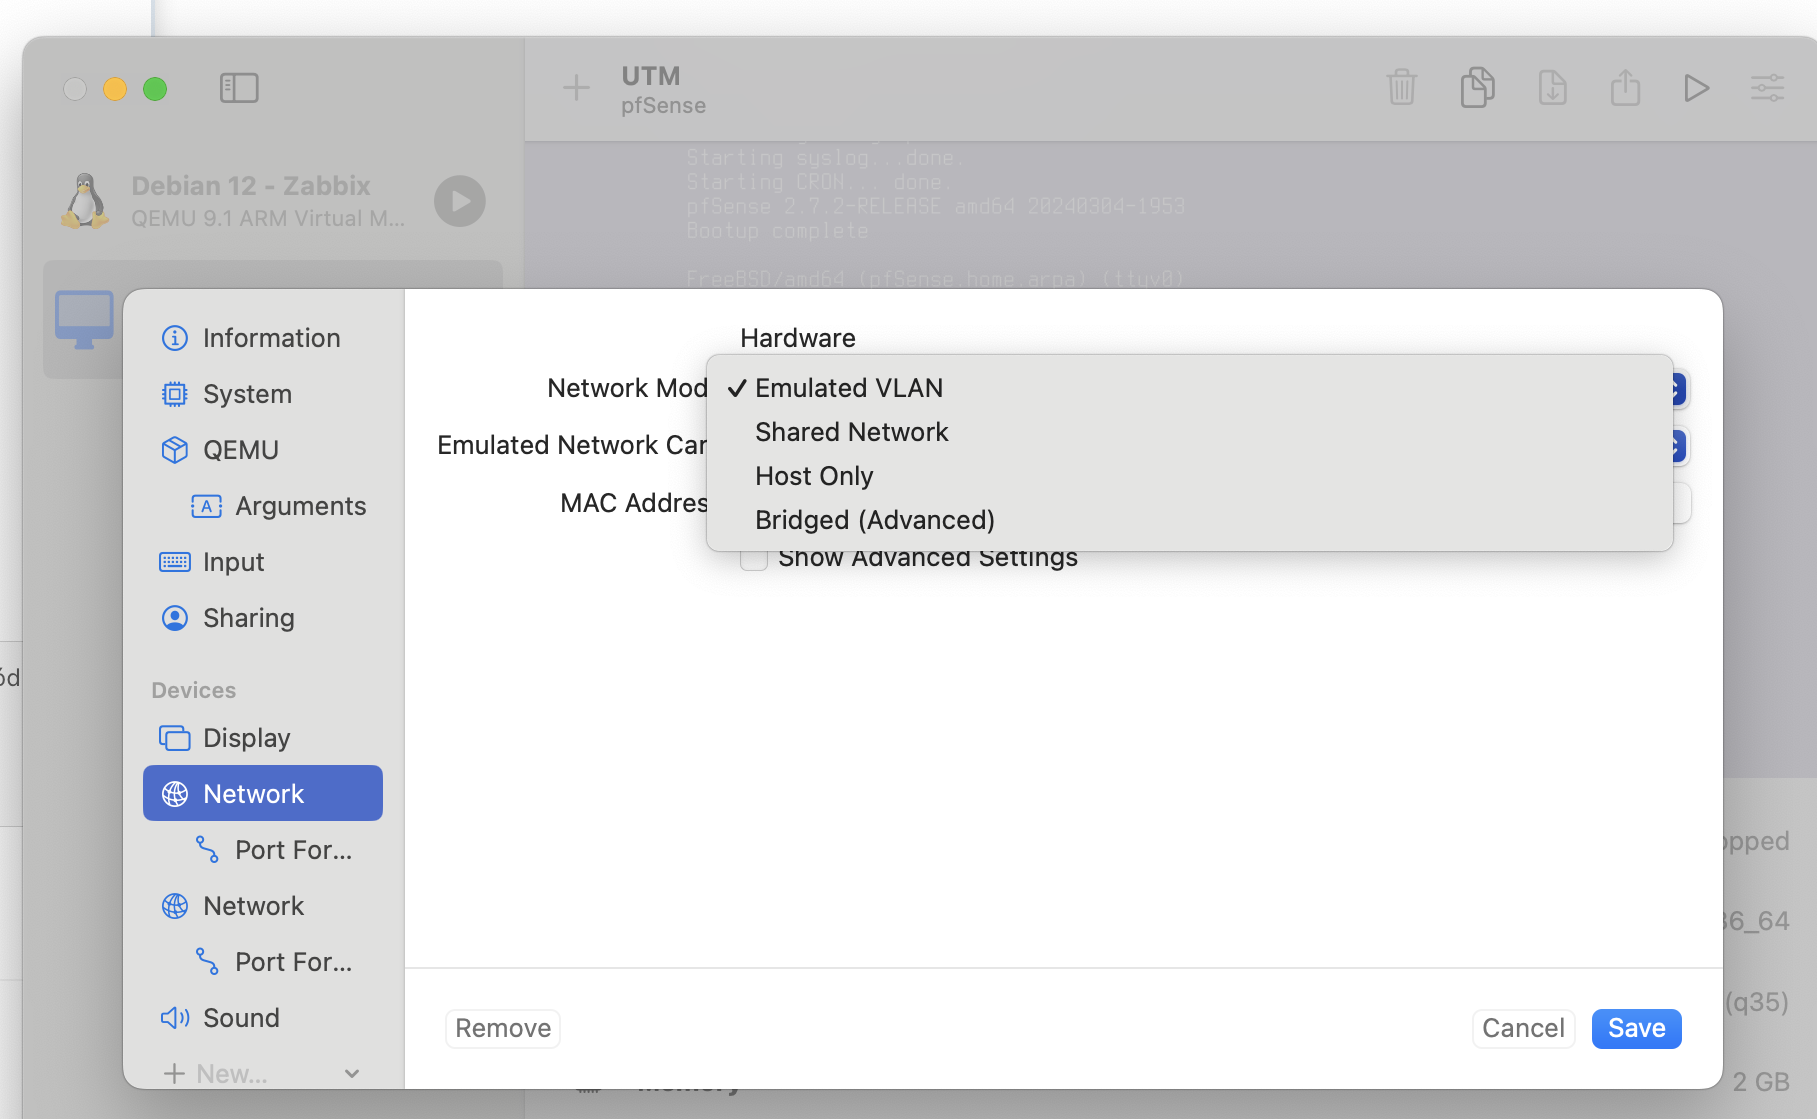 UTM
pfSense
Debian 12 - Zabbix
QEMU 9.1 ARM Virtual M...
Starting syslog...done.
Starting CRON... done.
pfSense 2.7.2-RELEASE amd64 20240304-1953
Bootup complete
FreeBSD/amd64 (pfSense.home.arpa) (ttyv0)
Information
System
QEMU
Arguments
Input
Sharing
Devices
Display
Network
Port For...
Network
Port For...
Sound
New...
Hardware
Network Mod
Emulated VLAN
Shared Network
Host Only
Bridged (Advanced)
Emulated Network Car
MAC Addres
Show Advanced Settings
Remove
Cancel
Save
ód
opped
86_64
(q35)
Memory
2 GB